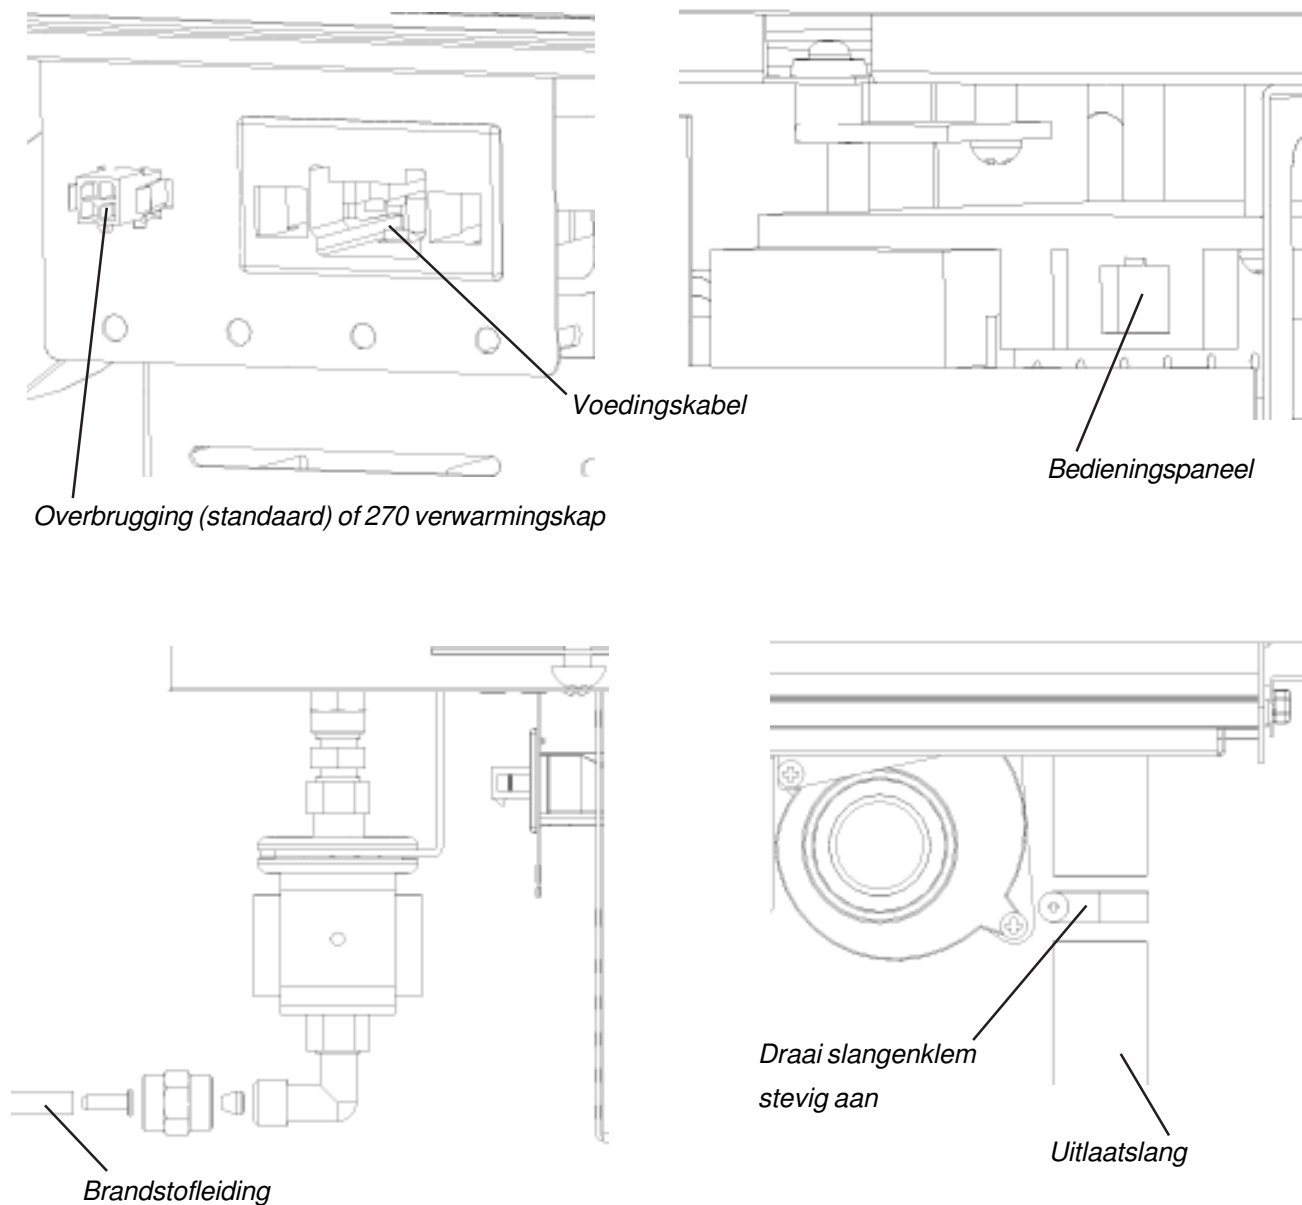 Voedingskabel
Bedieningspaneel
Overbrugging (standaard) of 270 verwarmingskap
Draai slangenklem
stevig aan
Uitlaatslang
Brandstofleiding